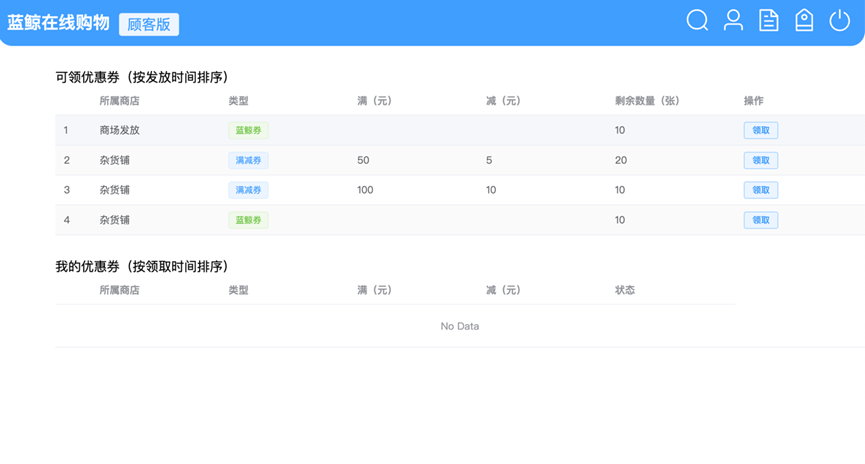 蓝鲸在线购物 顾客版
可领优惠券（按发放时间排序）
所属商店 类型 满（元） 减（元） 剩余数量（张） 操作
1 商场发放 蓝鲸券 10 领取
2 杂货铺 满减券 50 5 20 领取
3 杂货铺 满减券 100 10 10 领取
4 杂货铺 蓝鲸券 10 领取
我的优惠券（按领取时间排序）
所属商店 类型 满（元） 减（元） 状态
No Data